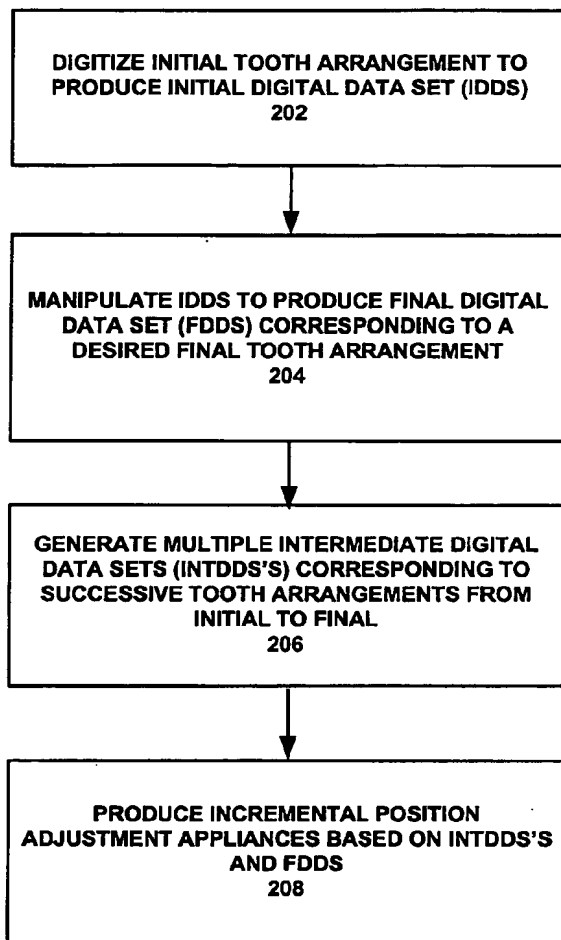 DIGITIZE INITIAL TOOTH ARRANGEMENT TO
PRODUCE INITIAL DIGITAL DATA SET (IDDS)
202
MANIPULATE IDDS TO PRODUCE FINAL DIGITAL
DATA SET (FDDS) CORRESPONDING TO A
DESIRED FINAL TOOTH ARRANGEMENT
204
GENERATE MULTIPLE INTERMEDIATE DIGITAL
DATA SETS (INTDDS'S) CORRESPONDING TO
SUCCESSIVE TOOTH ARRANGEMENTS FROM
INITIAL TO FINAL
206
PRODUCE INCREMENTAL POSITION
ADJUSTMENT APPLIANCES BASED ON INTDDS'S
AND FDDS
208